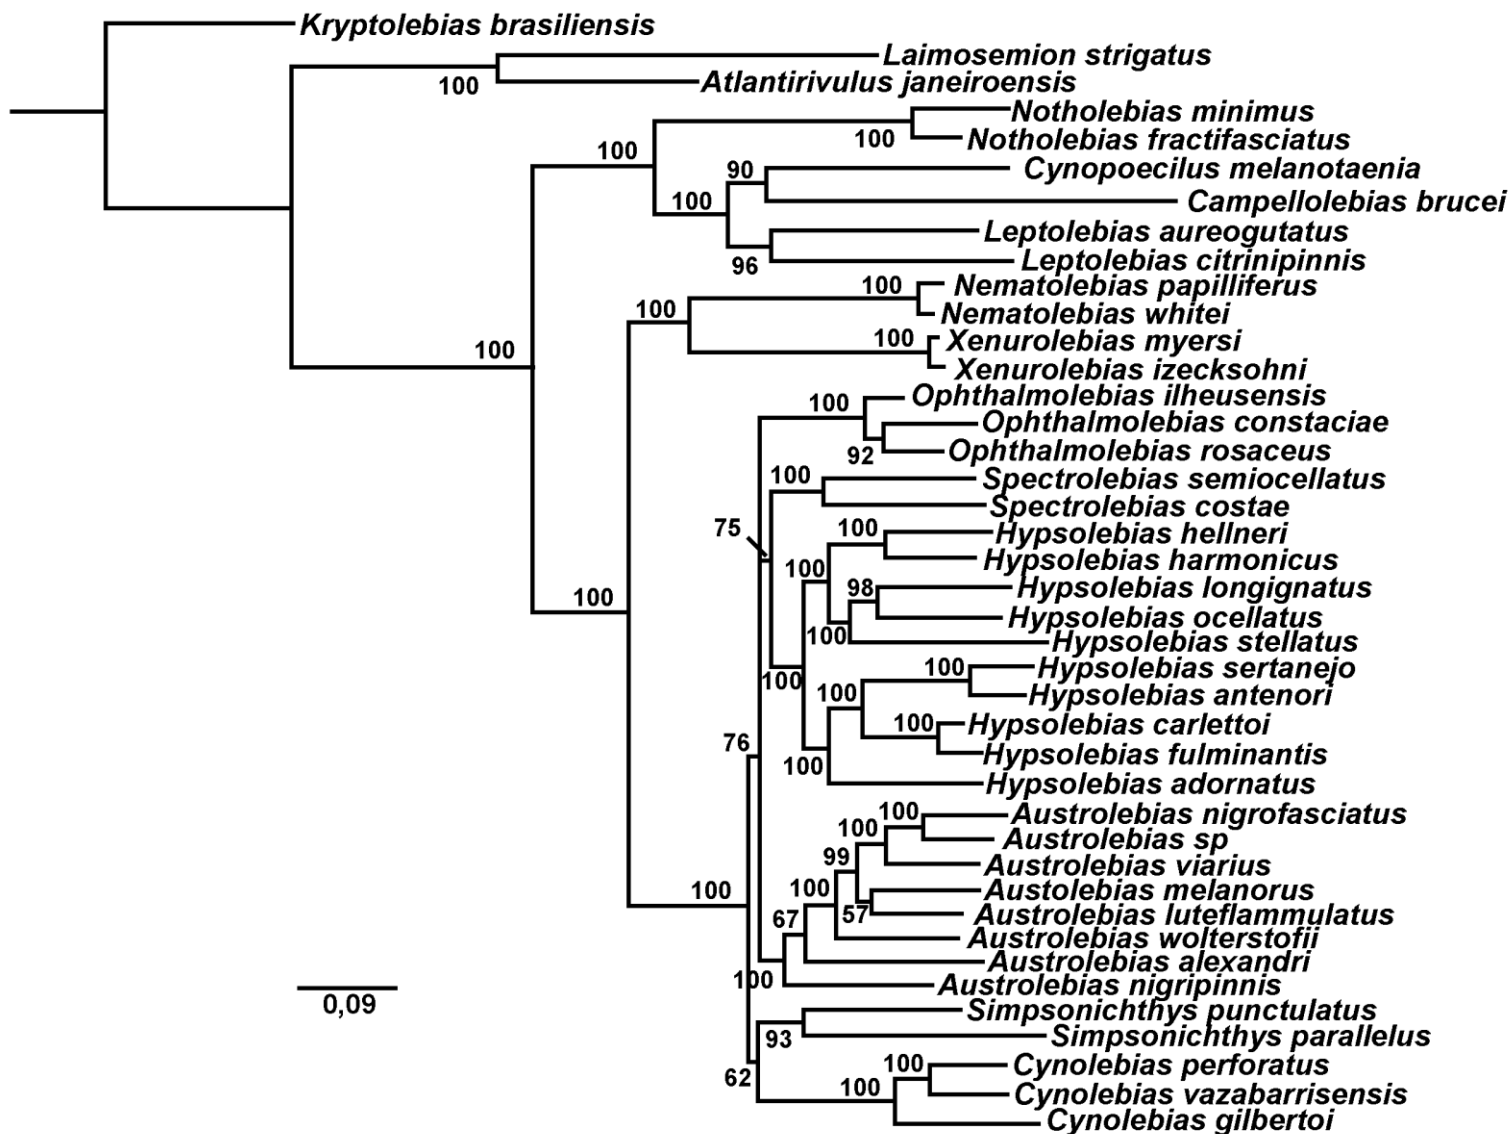 Kryptolebias brasiliensis
Laimosemion strigatus
100
Atlantirivulus janeiroensis
Notholebias minimus
100
Notholebias fractifasciatus
100
90
Cynopoecilus melanotaenia
100
Campellolebias brucei
Leptolebias aureogutatus
96
Leptolebias citrinipinnis
100
Nematolebias papilliferus
100
Nematolebias whitei
100
Xenurolebias myersi
100
Xenurolebias izecksohni
100
Ophthalmolebias ilheusensis
Ophthalmolebias constaciae
92
Ophthalmolebias rosaceus
100
Spectrolebias semiocellatus
Spectrolebias costae
75
100
Hypsolebias hellneri
Hypsolebias harmonicus
100
98
Hypsolebias longignatus
100
Hypsolebias ocellatus
100
Hypsolebias stellatus
100
Hypsolebias sertanejo
100
100
Hypsolebias antenori
100
Hypsolebias carlettoi
76
Hypsolebias fulminantis
100
Hypsolebias adornatus
100
Austrolebias nigrofasciatus
100
Austrolebias sp
99
Austrolebias viarius
100
Austolebias melanorus
67
57
Austrolebias luteflammulatus
Austrolebias wolterstofii
Austrolebias alexandri
100
Austrolebias nigripinnis
0,09
Simpsonichthys punctulatus
93
Simpsonichthys parallelus
100
Cynolebias perforatus
62
100
Cynolebias vazabarrisensis
Cynolebias gilbertoi